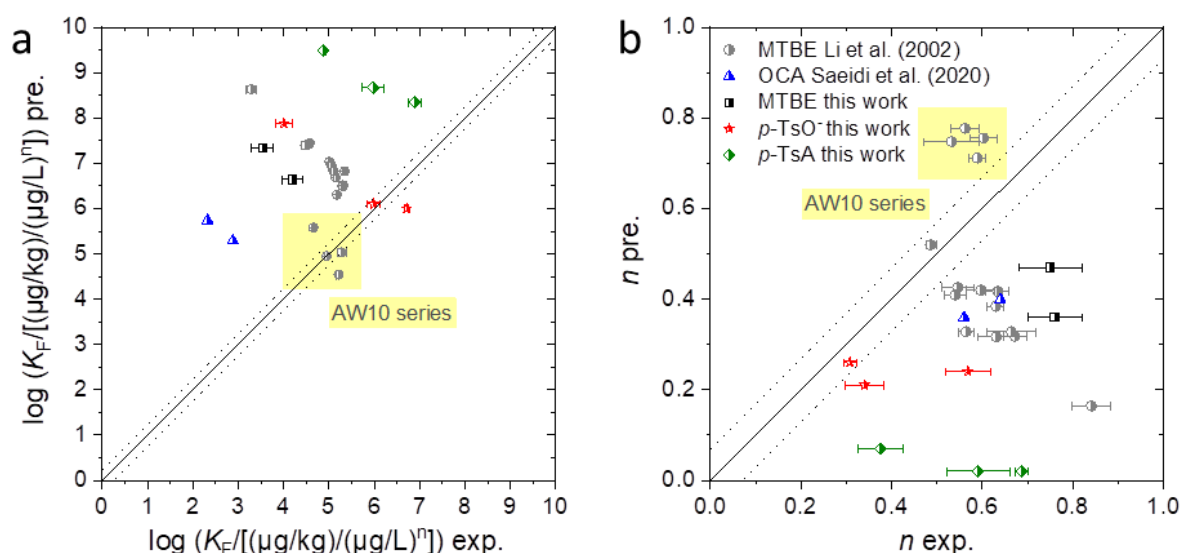 a
log (K_F/[(µg/kg)/(µg/L)^n]) pre.
10
9
8
7
6
5
4
3
2
1
0
AW10 series
0 1 2 3 4 5 6 7 8 9 10
log (K_F/[(µg/kg)/(µg/L)^n]) exp.
b
n pre.
1.0
0.8
0.6
0.4
0.2
0.0
MTBE Li et al. (2002)
OCA Saeidi et al. (2020)
MTBE this work
p-TsO⁻ this work
p-TsA this work
AW10 series
0.0 0.2 0.4 0.6 0.8 1.0
n exp.